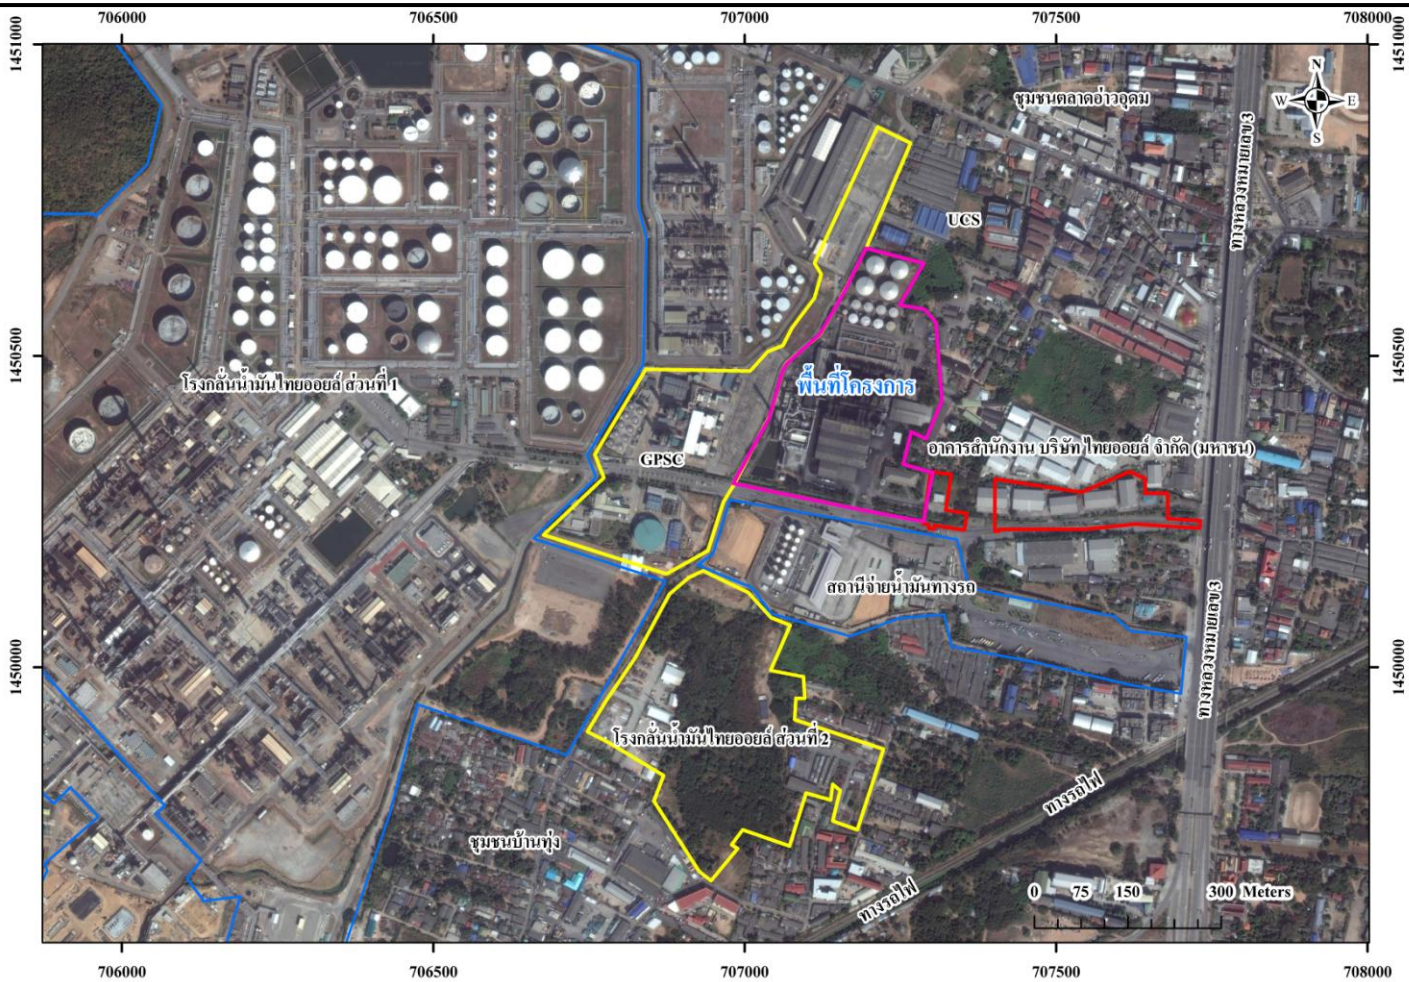 706000 706500 707000 707500 708000
1451000 1451000
N
W E
S
ชุมชนตลาดอ่าวอุดม
ทางหลวงหมายเลข3
UCS
1450500 1450500
โรงกลั่นน้ำมันไทยออยล์ ส่วนที่ 1
พื้นที่โครงการ
อาคารสำนักงาน บริษัท ไทยออยล์ จำกัด (มหาชน)
GPSC
สถานีจ่ายน้ำมันทางรถ
ทางหลวงหมายเลข3
1450000 1450000
โรงกลั่นน้ำมันไทยออยล์ ส่วนที่ 2
ทางรถไฟ
ชุมชนบ้านทุ่ง
ทางรถไฟ
0 75 150 300 Meters
706000 706500 707000 707500 708000